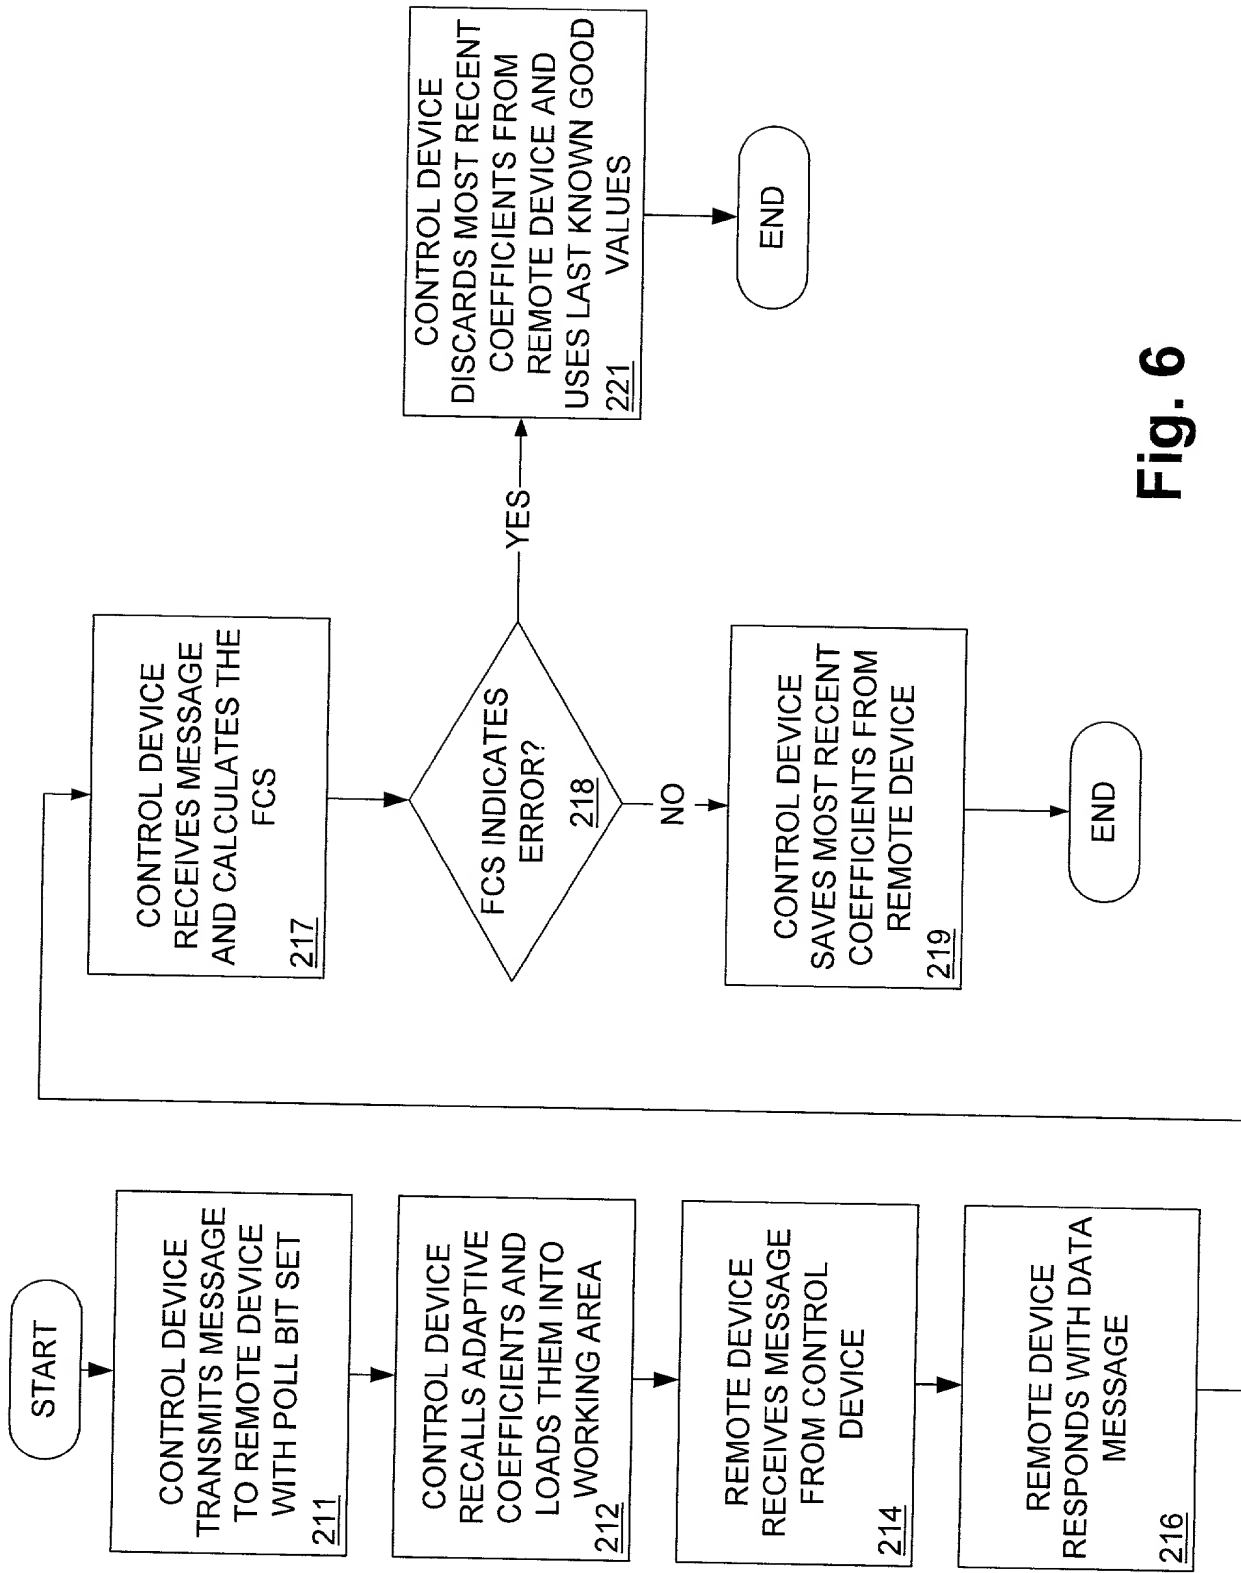 START
CONTROL DEVICE
TRANSMITS MESSAGE
TO REMOTE DEVICE
WITH POLL BIT SET
211
CONTROL DEVICE
RECALLS ADAPTIVE
COEFFICIENTS AND
LOADS THEM INTO
WORKING AREA
212
REMOTE DEVICE
RECEIVES MESSAGE
FROM CONTROL
DEVICE
214
REMOTE DEVICE
RESPONDS WITH DATA
MESSAGE
216
CONTROL DEVICE
RECEIVES MESSAGE
AND CALCULATES THE
FCS
217
FCS INDICATES
ERROR?
218
YES
NO
CONTROL DEVICE
SAVES MOST RECENT
COEFFICIENTS FROM
REMOTE DEVICE
219
END
CONTROL DEVICE
DISCARDS MOST RECENT
COEFFICIENTS FROM
REMOTE DEVICE AND
USES LAST KNOWN GOOD
VALUES
221
END
Fig. 6